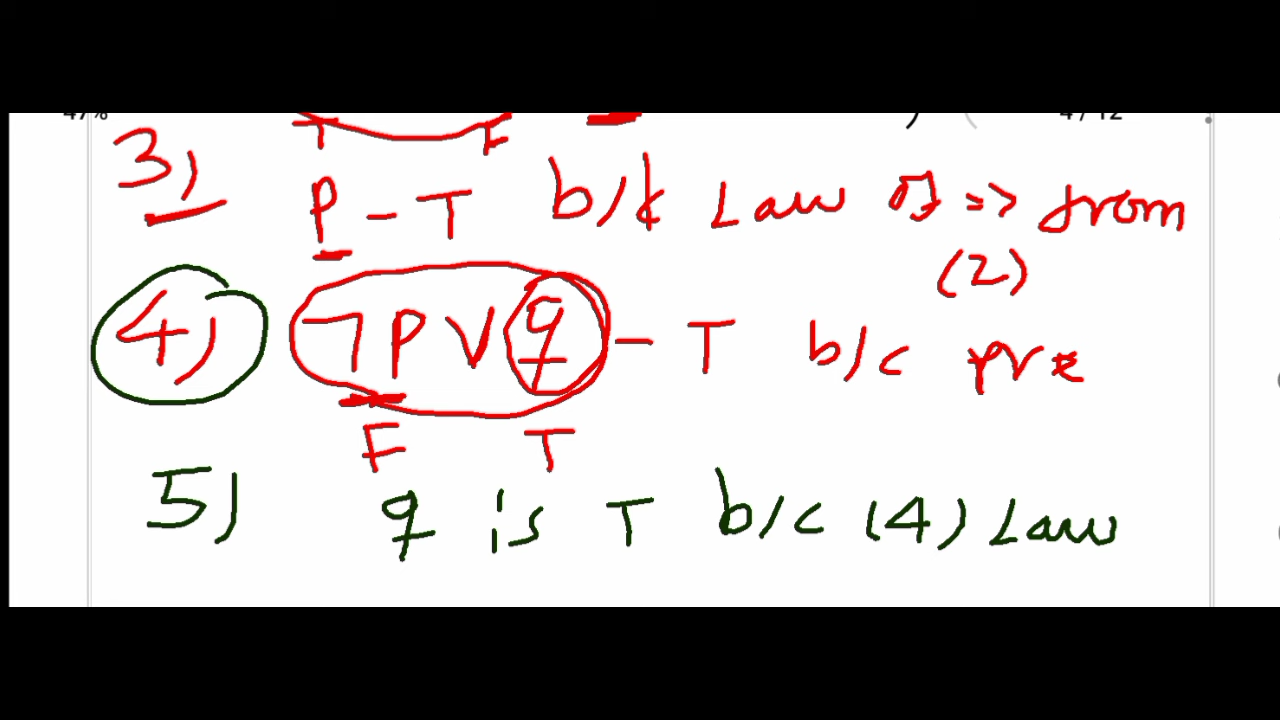 T F
3) P - T b/c Law of => from
(2)
4) ¬P V q - T b/c pre
F T
5) q is T b/c (4) Law